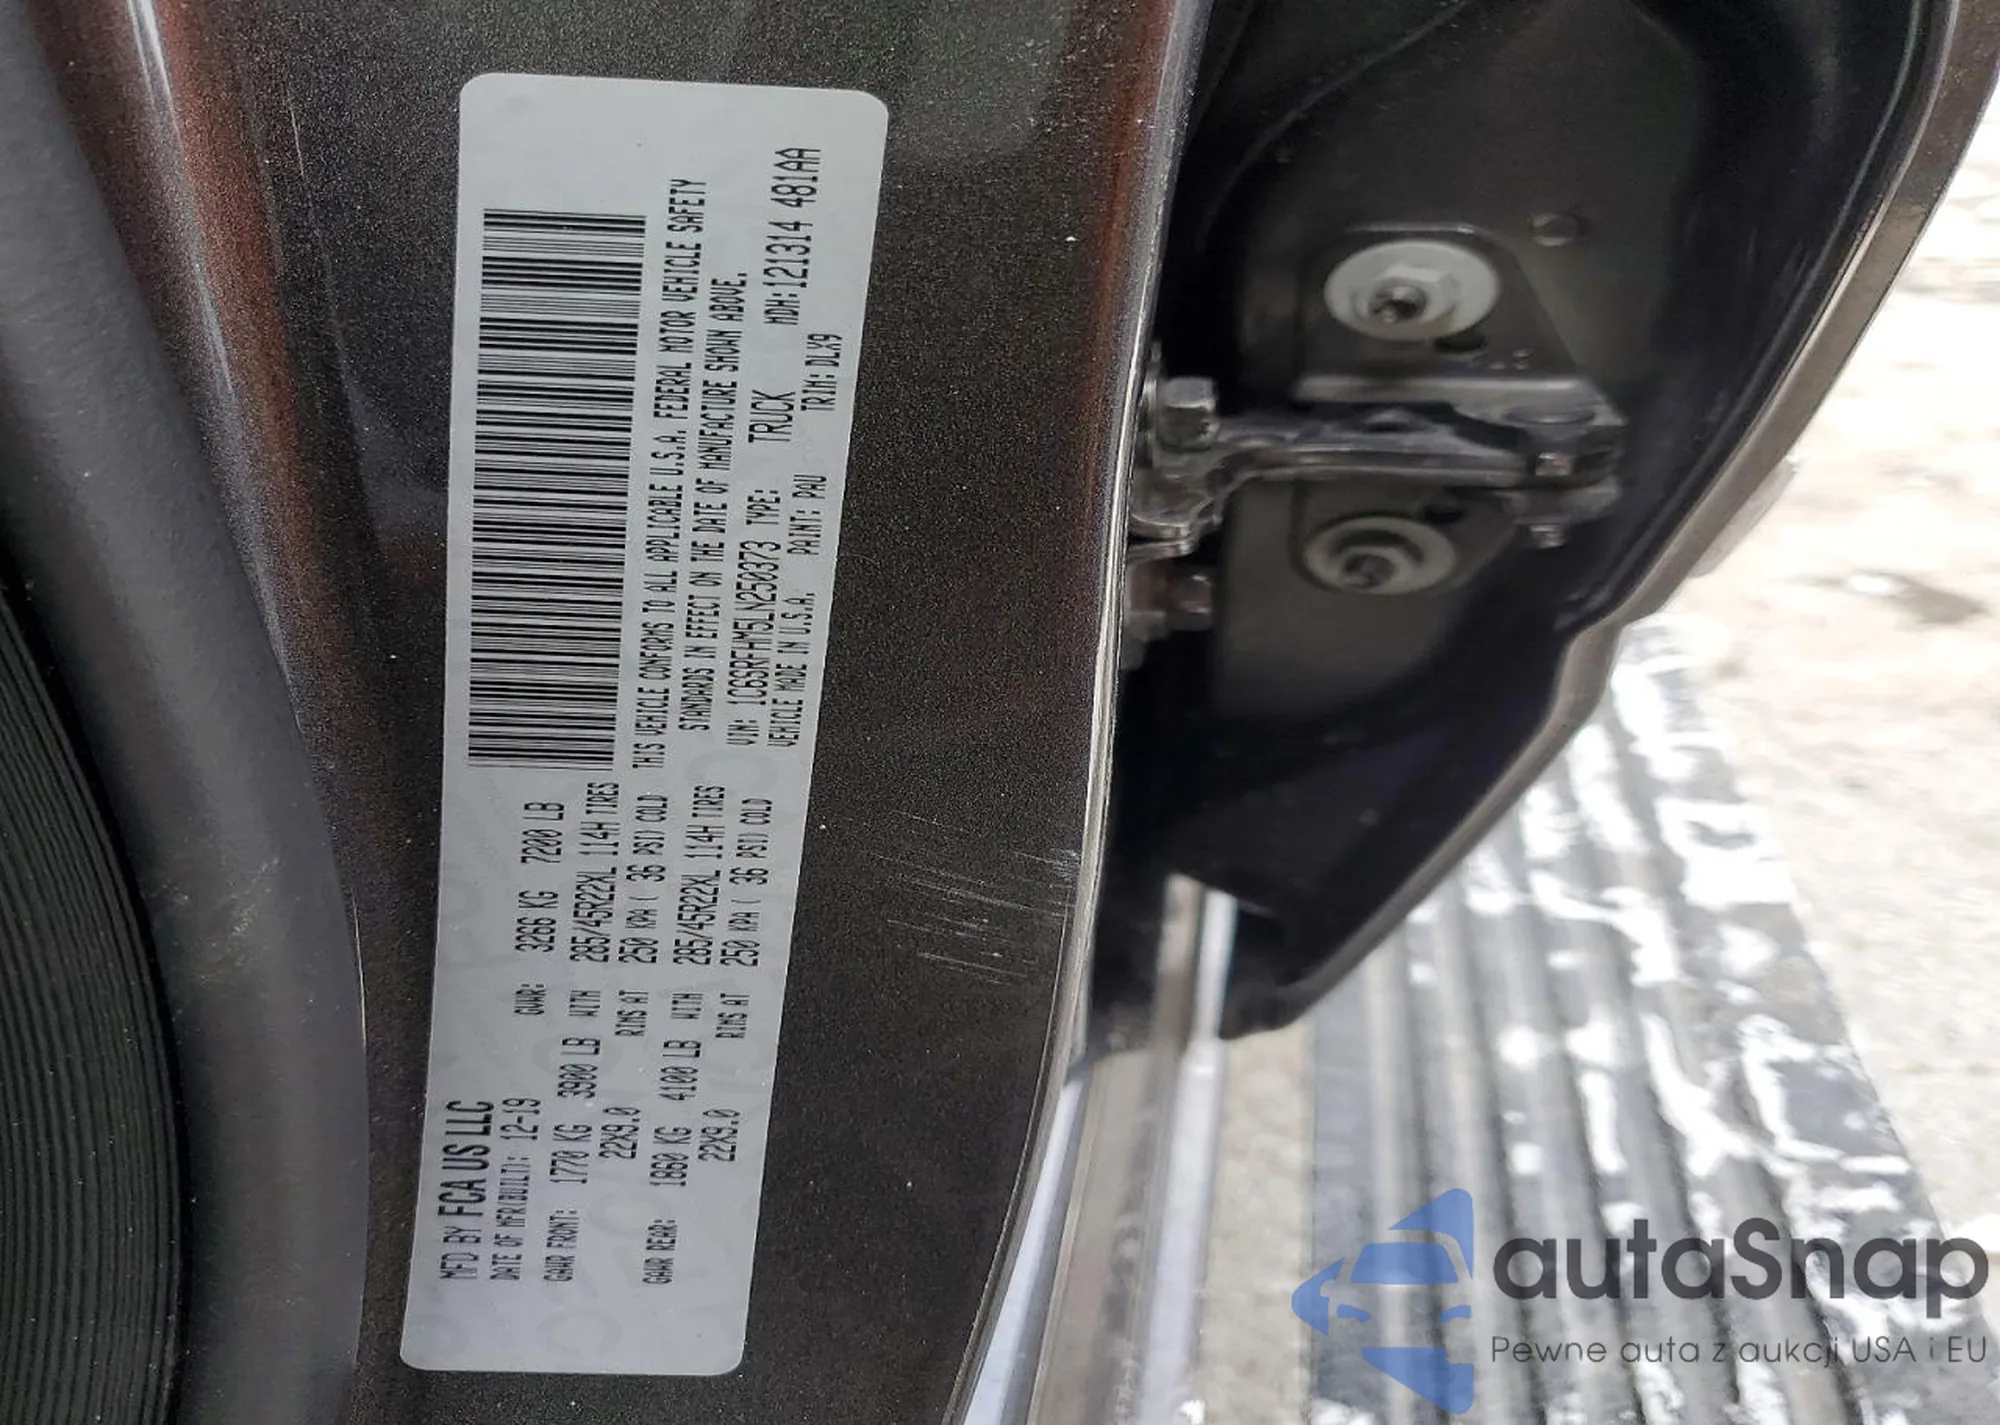 MFD BY FCA US LLC
DATE OF MFR(BUILT): 12-19 GVWR: 3266 KG 7200 LB
GAWR FRONT: 1770 KG 3900 LB WITH 285/45R22XL 114H TIRES
22X9.0 RIMS AT 250 KPA ( 36 PSI) COLD
GAWR REAR: 1860 KG 4100 LB WITH 285/45R22XL 114H TIRES
22X9.0 RIMS AT 250 KPA ( 36 PSI) COLD
THIS VEHICLE CONFORMS TO ALL APPLICABLE U.S.A. FEDERAL MOTOR VEHICLE SAFETY
STANDARDS IN EFFECT ON THE DATE OF MANUFACTURE SHOWN ABOVE.
VIN: 1C6SRFHM5LN250373 TYPE: TRUCK MDH:121314 481AA
VEHICLE MADE IN U.S.A. PAINT: PAU TRIM: DLX9
autaSnap
Pewne auta z aukcji USA i EU